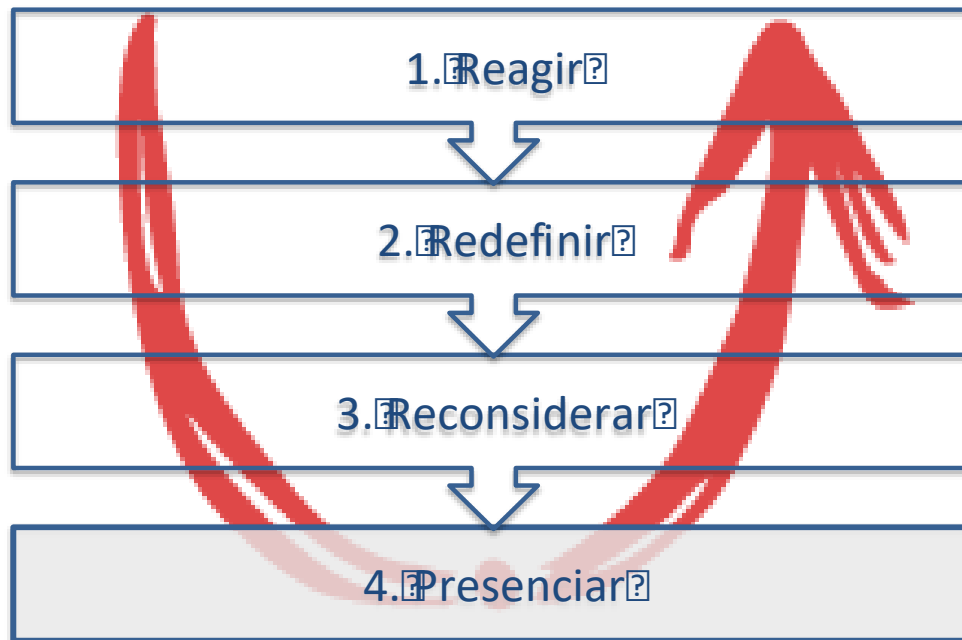 1. Reagir
2. Redefinir
3. Reconsiderar
4. Presenciar